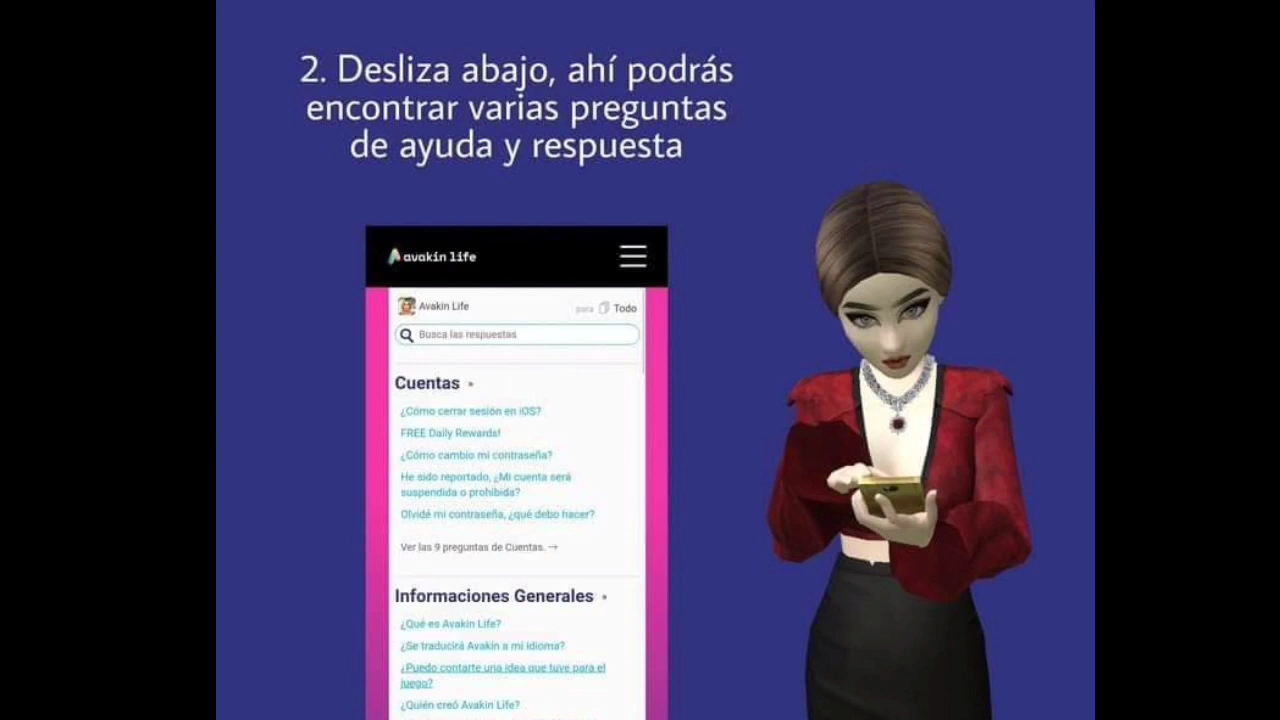 2. Desliza abajo, ahí podrás
encontrar varias preguntas
de ayuda y respuesta
avakin life
Avakin Life
para Todo
Busca las respuestas
Cuentas
¿Cómo cerrar sesión en iOS?
FREE Daily Rewards!
¿Cómo cambio mi contraseña?
He sido reportado, ¿Mi cuenta será
suspendida o prohibida?
Olvidé mi contraseña, ¿qué debo hacer?
Ver las 9 preguntas de Cuentas. →
Informaciones Generales
¿Qué es Avakin Life?
¿Se traducirá Avakin a mi idioma?
¿Puedo contarte una idea que tuve para el
juego?
¿Quién creó Avakin Life?